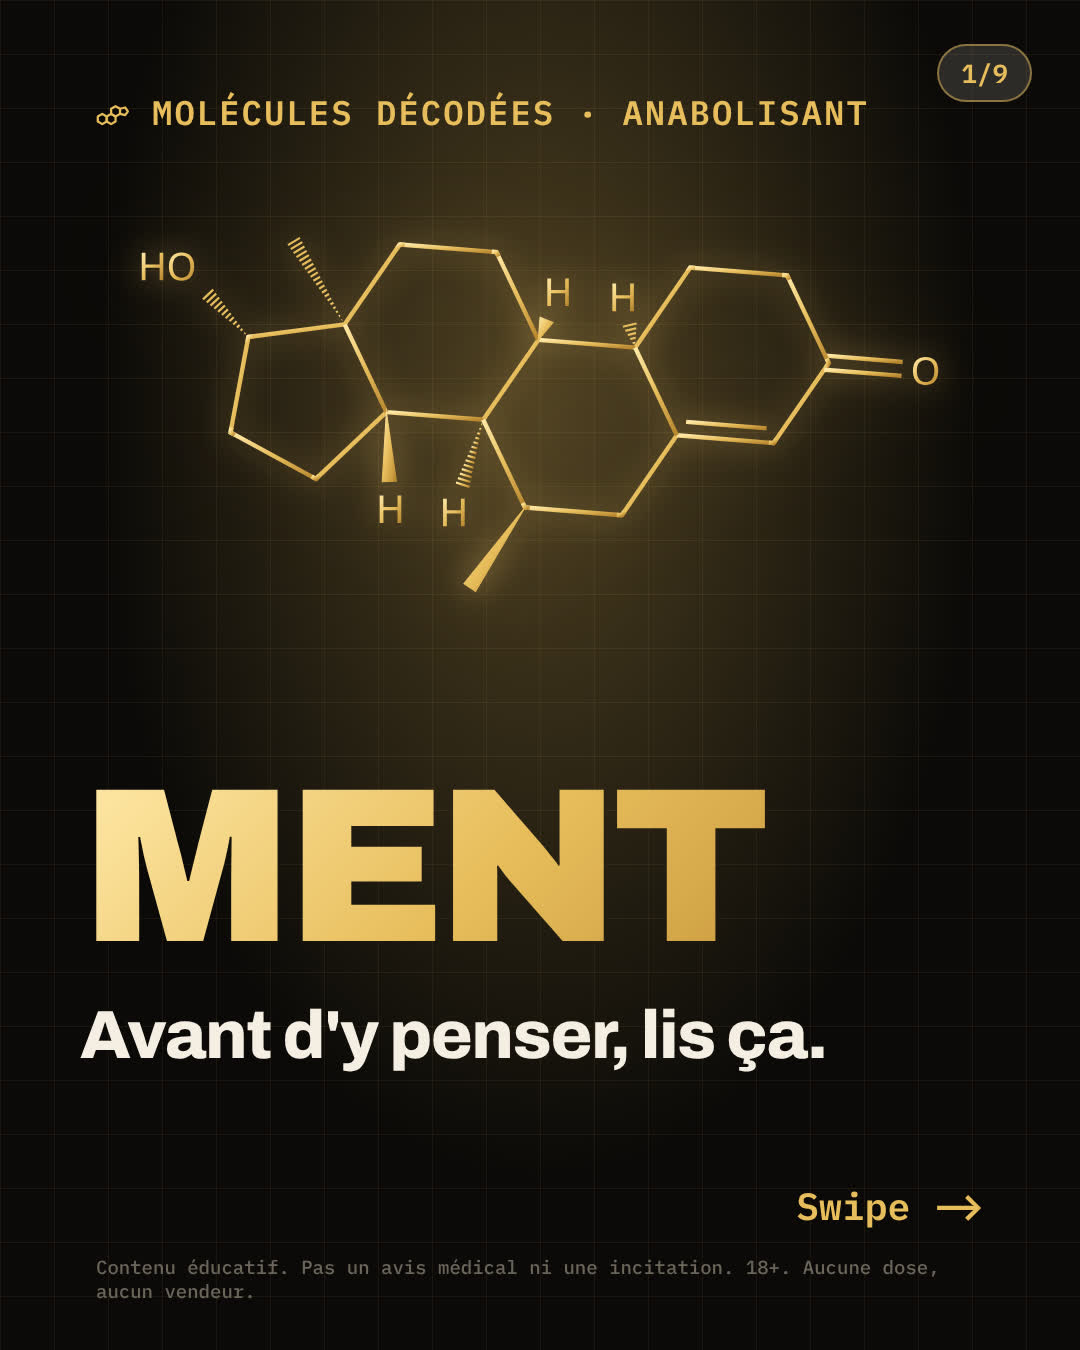 1/9
MOLÉCULES DÉCODÉES · ANABOLISANT
HO
H
H
O
H
H
MENT
Avant d'y penser, lis ça.
Swipe →
Contenu éducatif. Pas un avis médical ni une incitation. 18+. Aucune dose,
aucun vendeur.